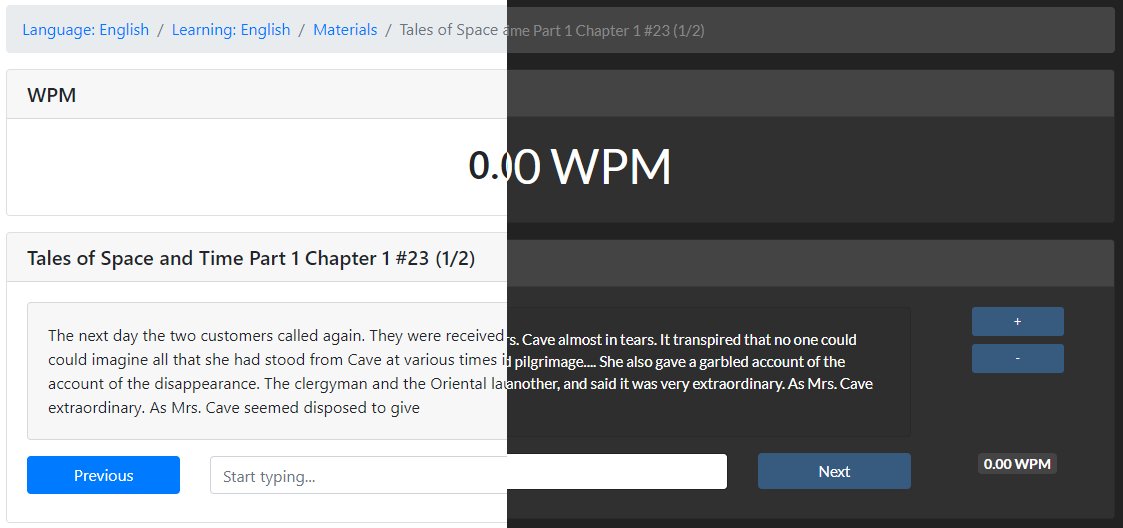 Language: English / Learning: English / Materials / Tales of Space ame Part 1 Chapter 1 #23 (1/2)
WPM
0.00 WPM
Tales of Space and Time Part 1 Chapter 1 #23 (1/2)
The next day the two customers called again. They were received rs. Cave almost in tears. It transpired that no one could
could imagine all that she had stood from Cave at various times i d pilgrimage.... She also gave a garbled account of the
account of the disappearance. The clergyman and the Oriental la another, and said it was very extraordinary. As Mrs. Cave
extraordinary. As Mrs. Cave seemed disposed to give
+
-
Previous
Start typing...
Next
0.00 WPM